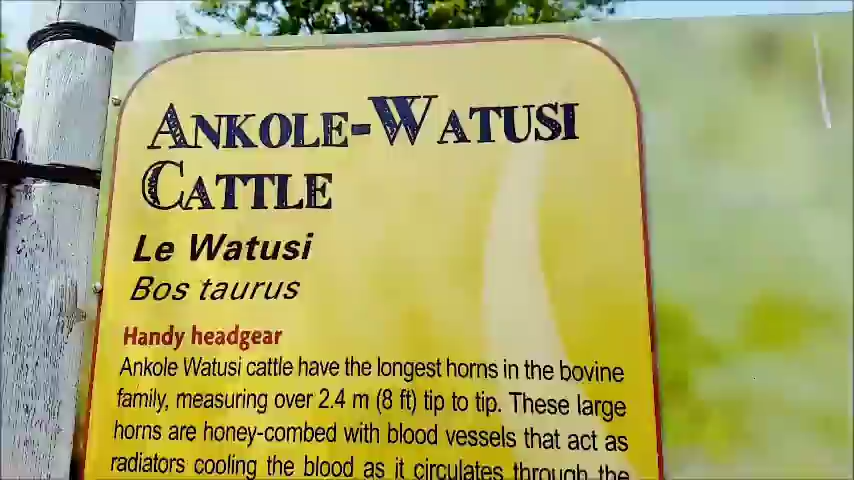 ANKOLE-WATUSI
CATTLE
Le Watusi
Bos taurus
Handy headgear
Ankole Watusi cattle have the longest horns in the bovine
family, measuring over 2.4 m (8 ft) tip to tip. These large
horns are honey-combed with blood vessels that act as
radiators cooling the blood as it circulates through the